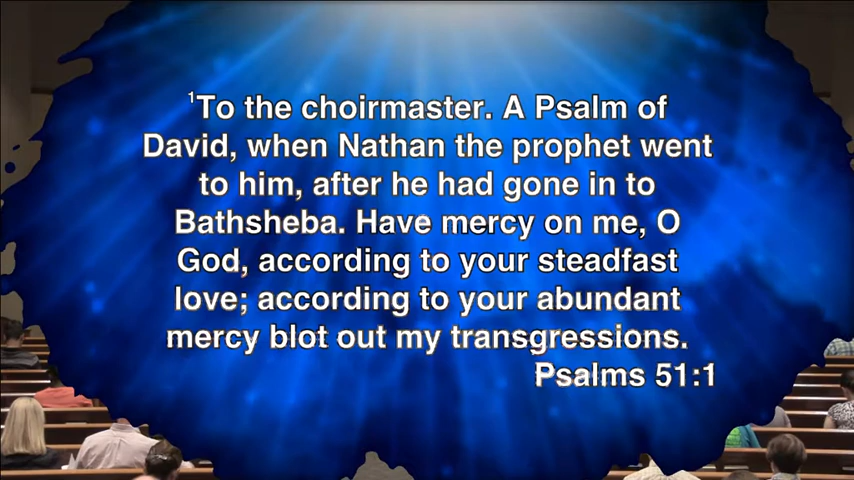 1To the choirmaster. A Psalm of
David, when Nathan the prophet went
to him, after he had gone in to
Bathsheba. Have mercy on me, O
God, according to your steadfast
love; according to your abundant
mercy blot out my transgressions.
Psalms 51:1